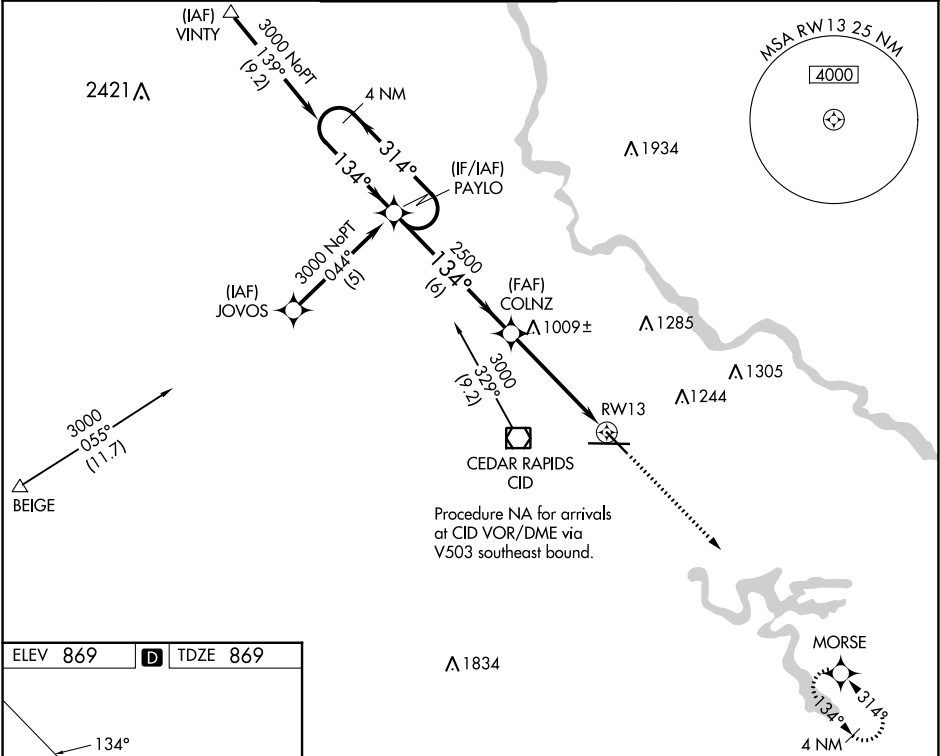 (IAF)
VINTY
3000 NoPT
139°
(9.2)
2421
4 NM
134°
314°
(IF/IAF)
PAYLO
1934
MSA RW13 25 NM
4000
3000 NoPT
044°
(5)
(IAF)
JOVOS
2500
134°
(6)
(FAF)
COLNZ
1009±
1285
1305
1244
3000
329°
(9.2)
RW13
3000
055°
(11.7)
BEIGE
CEDAR RAPIDS
CID
Procedure NA for arrivals
at CID VOR/DME via
V503 southeast bound.
ELEV 869 D TDZE 869
134°
1834
MORSE
134°
314°
4 NM